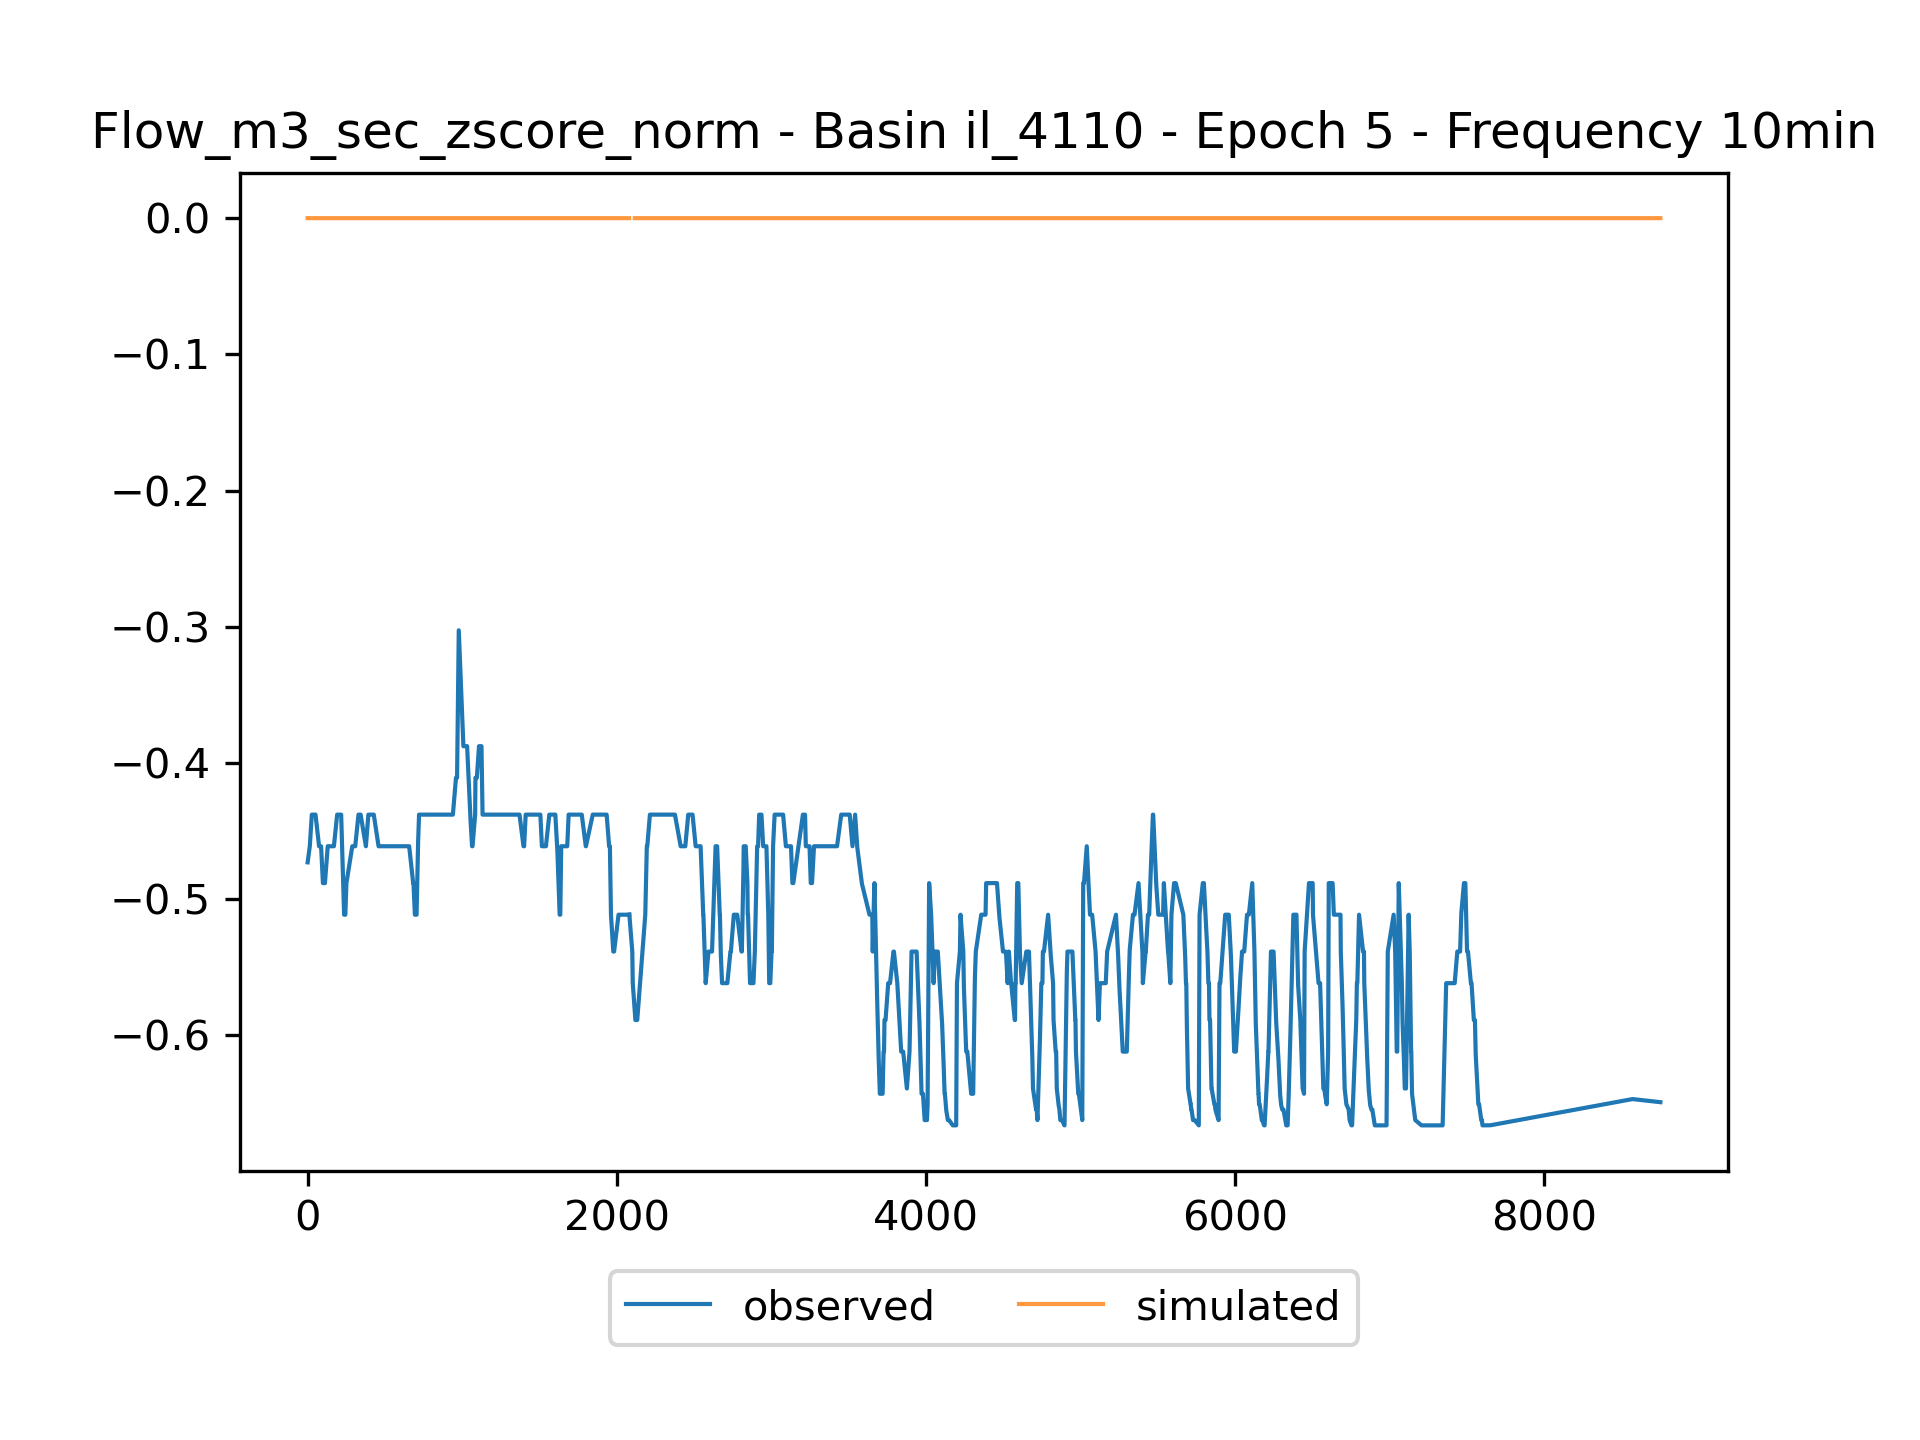 Flow_m3_sec_zscore_norm - Basin il_4110 - Epoch 5 - Frequency 10min
0.0
−0.1
−0.2
−0.3
−0.4
−0.5
−0.6
0 2000 4000 6000 8000
observed simulated